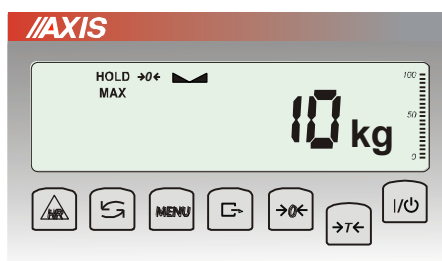 //AXIS
HOLD →0←
MAX
10 kg
100
50
0
HR
MENU
→0←
→T←
I/⏻